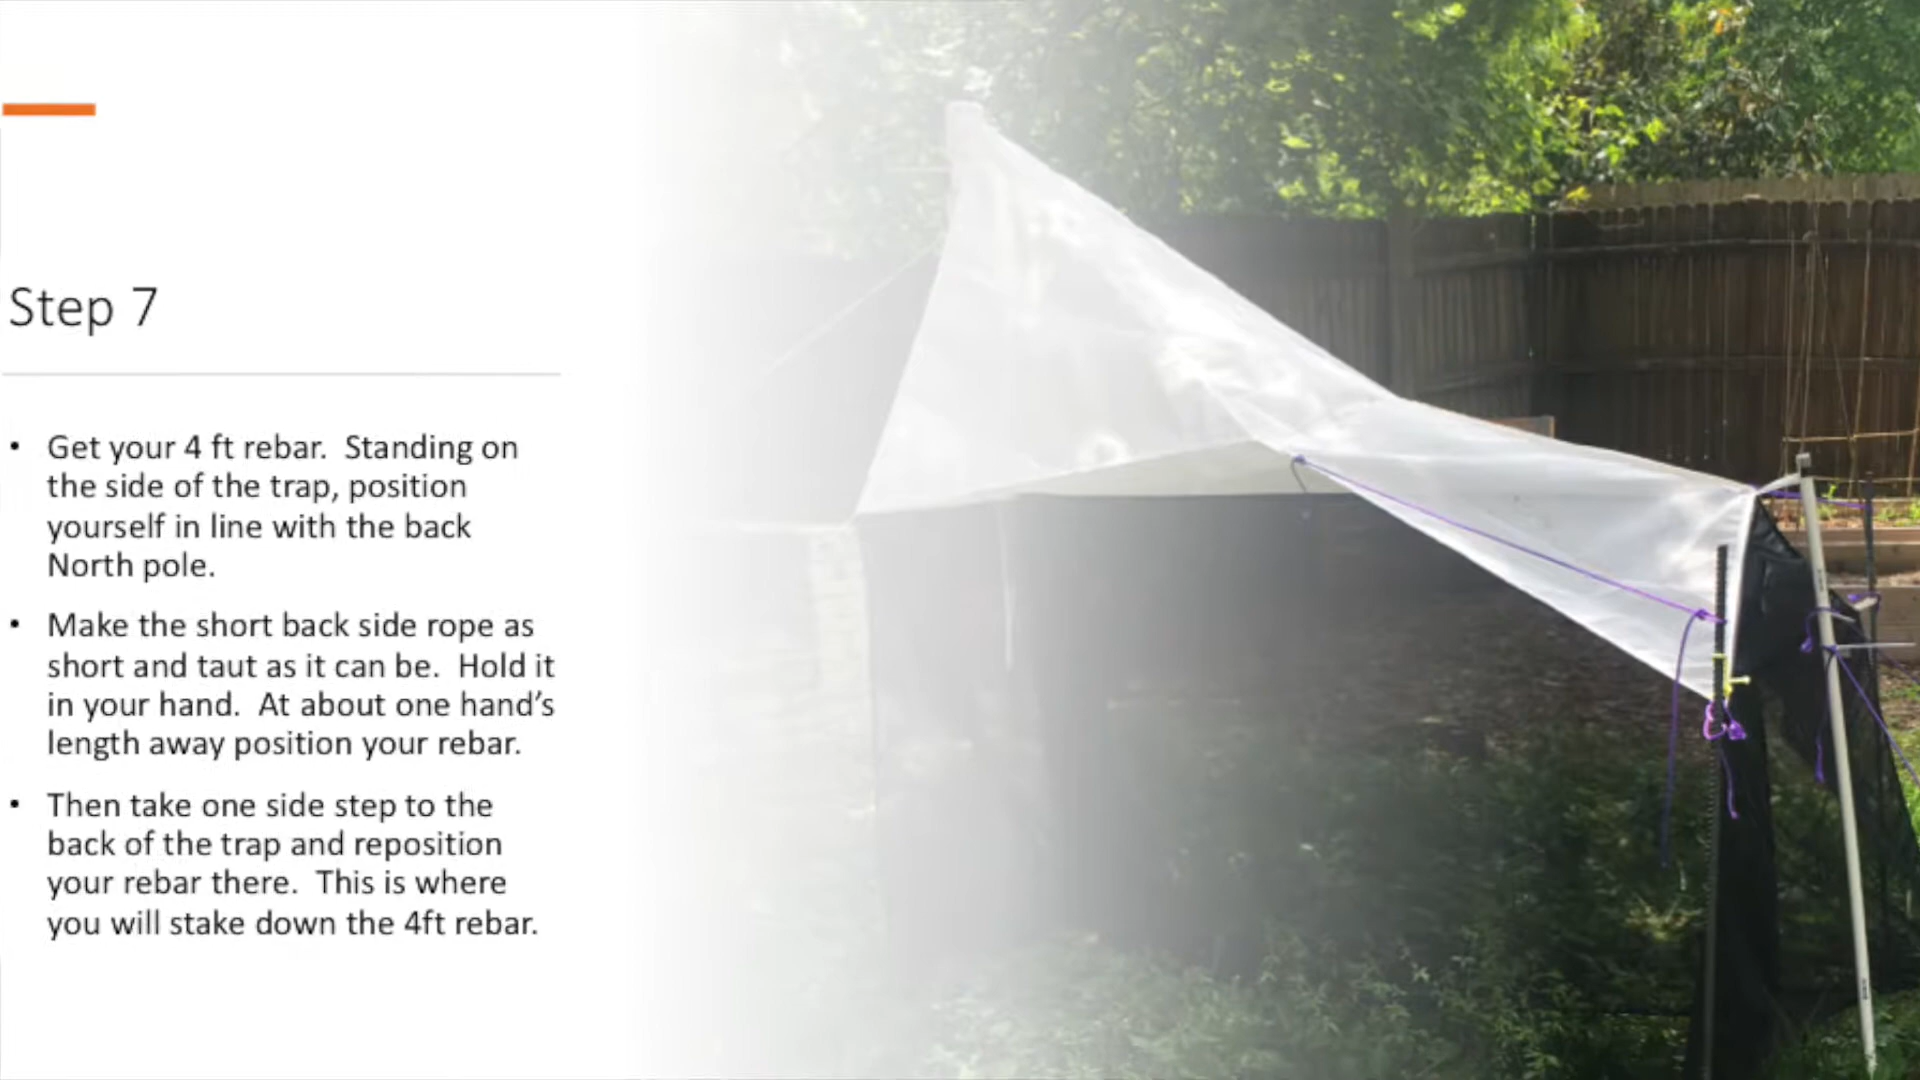 Step 7
• Get your 4 ft rebar. Standing on
the side of the trap, position
yourself in line with the back
North pole.
• Make the short back side rope as
short and taut as it can be. Hold it
in your hand. At about one hand's
length away position your rebar.
• Then take one side step to the
back of the trap and reposition
your rebar there. This is where
you will stake down the 4ft rebar.